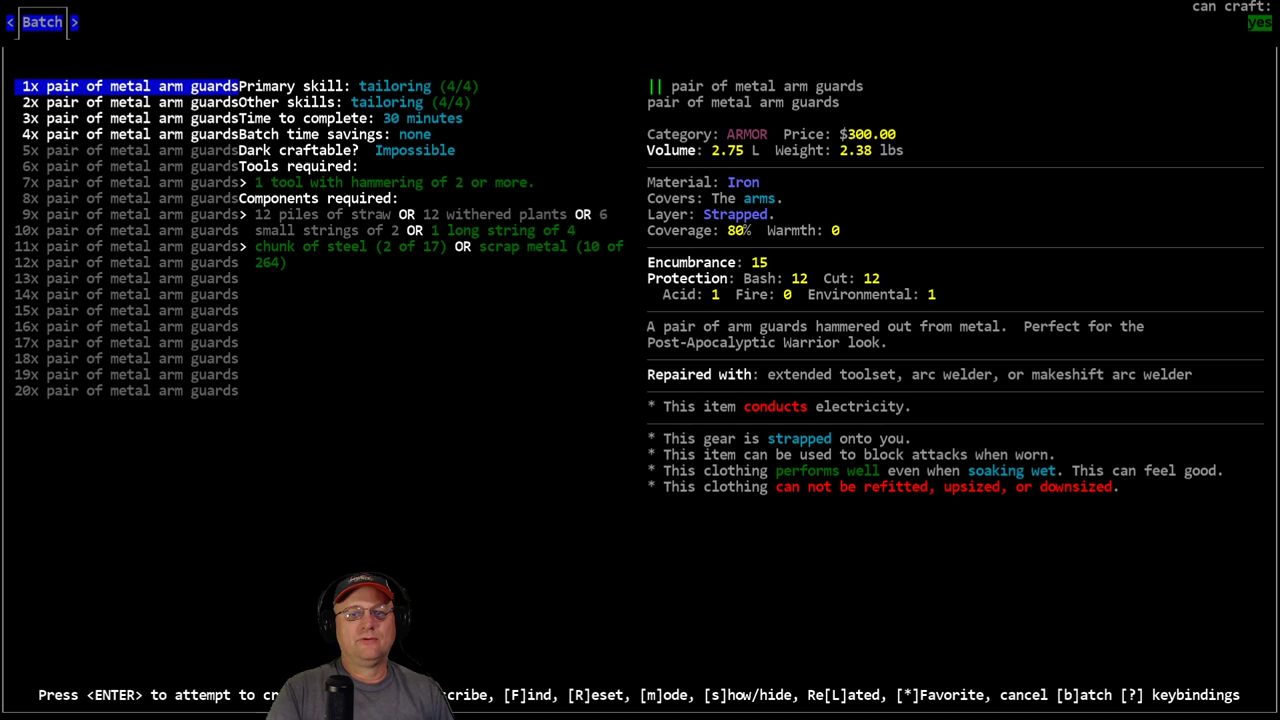 can craft:
< Batch >
yes
1x pair of metal arm guards
2x pair of metal arm guards
3x pair of metal arm guards
4x pair of metal arm guards
5x pair of metal arm guards
6x pair of metal arm guards
7x pair of metal arm guards
8x pair of metal arm guards
9x pair of metal arm guards
10x pair of metal arm guards
11x pair of metal arm guards
12x pair of metal arm guards
13x pair of metal arm guards
14x pair of metal arm guards
15x pair of metal arm guards
16x pair of metal arm guards
17x pair of metal arm guards
18x pair of metal arm guards
19x pair of metal arm guards
20x pair of metal arm guards
Primary skill: tailoring (4/4)
Other skills: tailoring (4/4)
Time to complete: 30 minutes
Batch time savings: none
Dark craftable? Impossible
Tools required:
> 1 tool with hammering of 2 or more.
Components required:
> 12 piles of straw OR 12 withered plants OR 6
small strings of 2 OR 1 long string of 4
> chunk of steel (2 of 17) OR scrap metal (10 of
264)
|| pair of metal arm guards
pair of metal arm guards
Category: ARMOR Price: $300.00
Volume: 2.75 L Weight: 2.38 lbs
Material: Iron
Covers: The arms.
Layer: Strapped.
Coverage: 80% Warmth: 0
Encumbrance: 15
Protection: Bash: 12 Cut: 12
Acid: 1 Fire: 0 Environmental: 1
A pair of arm guards hammered out from metal. Perfect for the
Post-Apocalyptic Warrior look.
Repaired with: extended toolset, arc welder, or makeshift arc welder
* This item conducts electricity.
* This gear is strapped onto you.
* This item can be used to block attacks when worn.
* This clothing performs well even when soaking wet. This can feel good.
* This clothing can not be refitted, upsized, or downsized.
Press <ENTER> to attempt to cr scribe, [F]ind, [R]eset, [m]ode, [s]how/hide, Re[L]ated, [*]Favorite, cancel [b]atch [?] keybindings